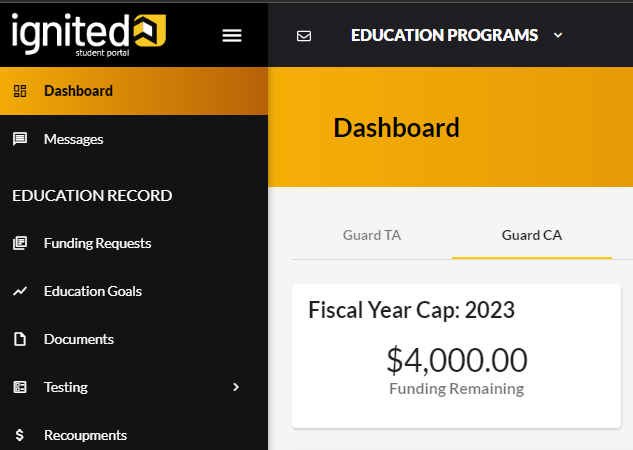 ignited
student portal
EDUCATION PROGRAMS
Dashboard
Messages
EDUCATION RECORD
Funding Requests
Education Goals
Documents
Testing
Recoupments
Dashboard
Guard TA
Guard CA
Fiscal Year Cap: 2023
$4,000.00
Funding Remaining